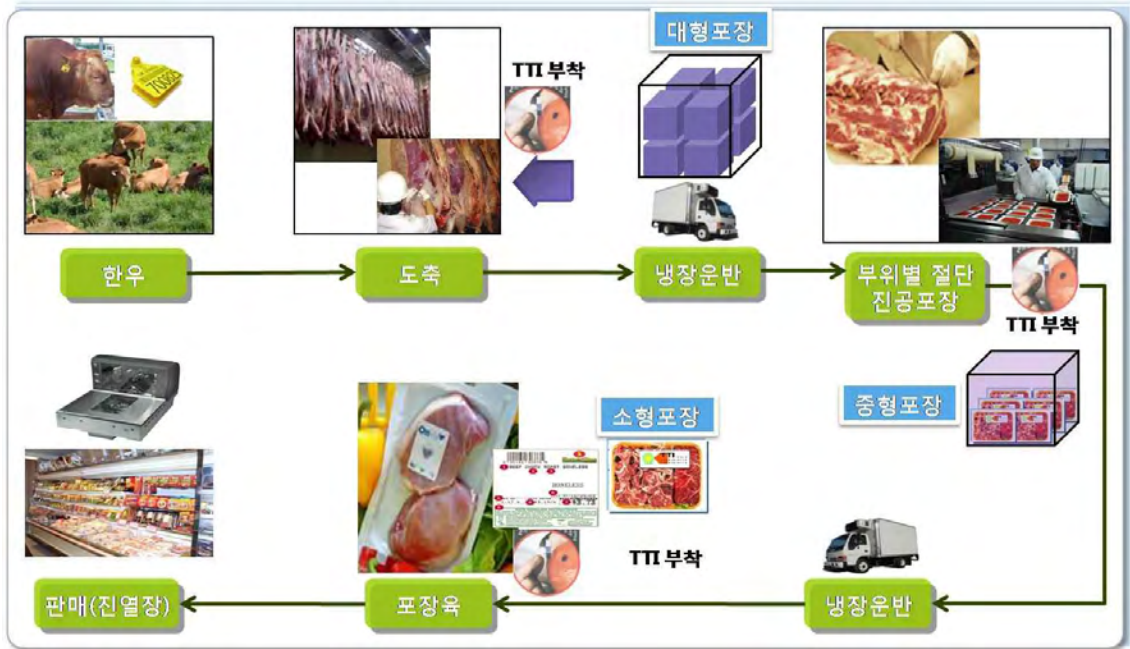 대형포장
TTI 부착
700985
한우
도축
냉장운반
부위별 절단
진공포장
TTI 부착
중형포장
소형포장
BONELESS
TTI 부착
판매(진열장)
포장육
냉장운반